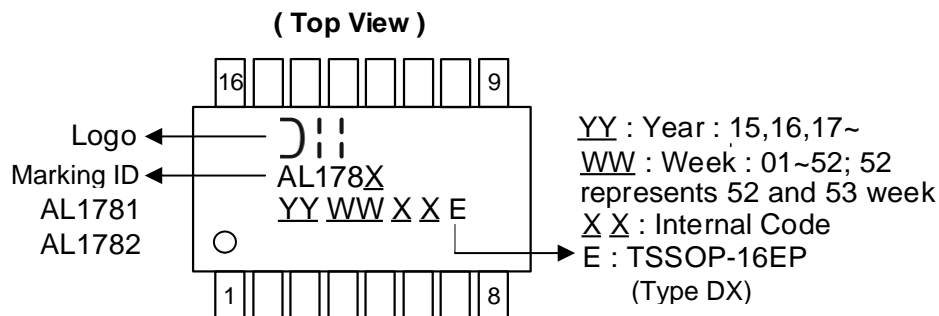 ( Top View )
16 9
Logo
Marking ID
AL1781
AL1782
AL178X
YY WW X X E
1 8
YY : Year : 15,16,17~
WW : Week : 01~52; 52
represents 52 and 53 week
X X : Internal Code
E : TSSOP-16EP
(Type DX)